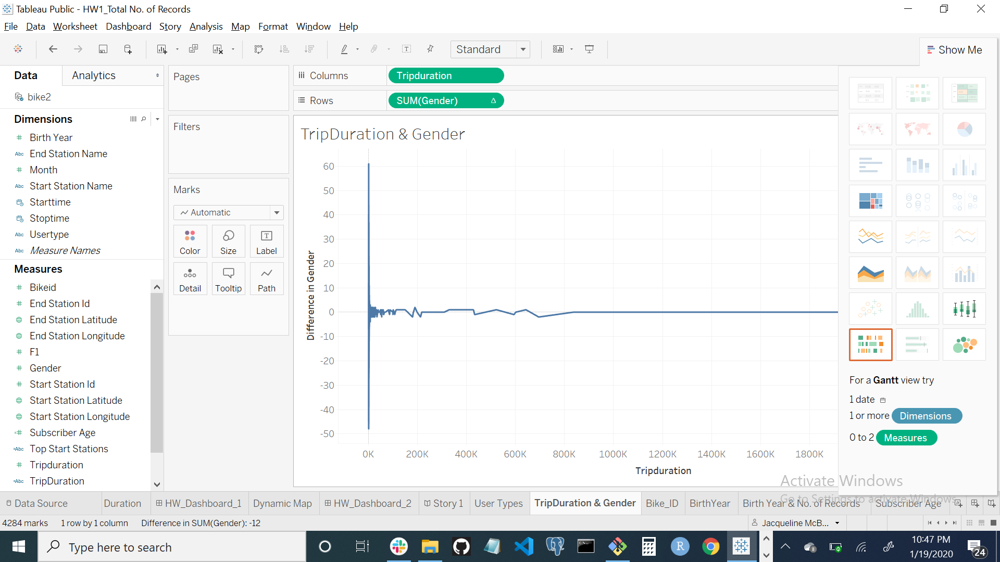 Tableau Public - HW1_Total No. of Records
File Data Worksheet Dashboard Story Analysis Map Format Window Help
Standard
Show Me
Data Analytics
bike2
Dimensions
Birth Year
End Station Name
Month
Start Station Name
Starttime
Stoptime
Usertype
Measure Names
Measures
Bikeid
End Station Id
End Station Latitude
End Station Longitude
F1
Gender
Start Station Id
Start Station Latitude
Start Station Longitude
Subscriber Age
Top Start Stations
Tripduration
TripDuration
Pages
Filters
Marks
Automatic
Color Size Label
Detail Tooltip Path
Columns Tripduration
Rows SUM(Gender)
TripDuration & Gender
Difference in Gender
60
50
40
30
20
10
0
-10
-20
-30
-40
-50
0K 200K 400K 600K 800K 1000K 1200K 1400K 1600K 1800K
Tripduration
For a Gantt view try
1 date
1 or more Dimensions
0 to 2 Measures
Activate Windows
Go to Settings to activate Windows.
Data Source Duration HW_Dashboard_1 Dynamic Map HW_Dashboard_2 Story 1 User Types TripDuration & Gender Bike_ID BirthYear Birth Year & No. of Records Subscriber Age
4284 marks 1 row by 1 column Difference in SUM(Gender): -12 Jacqueline McB...
Type here to search
10:47 PM
1/19/2020
24